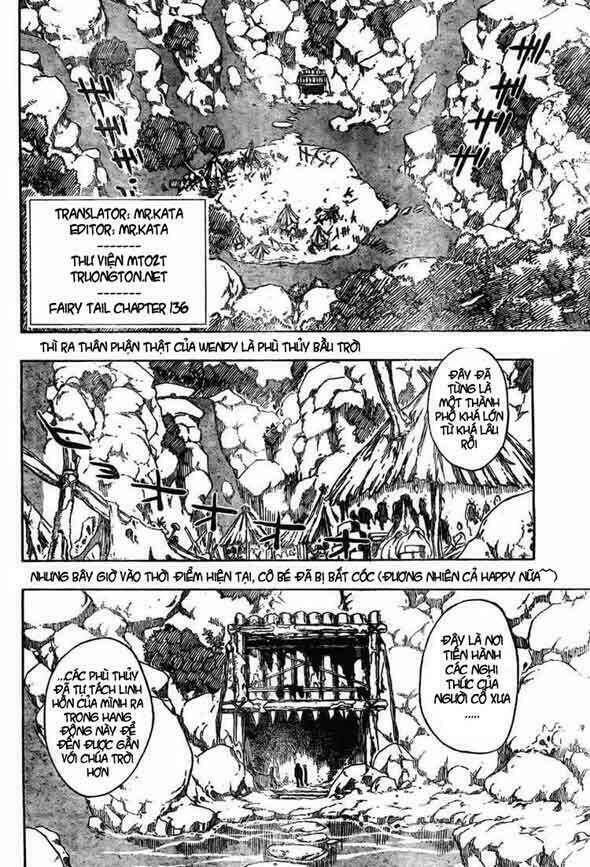 TRANSLATOR: MR.KATA
EDITOR: MR.KATA
-------
THƯ VIỆN MTO2T
TRUONGTON.NET
-------
FAIRY TAIL CHAPTER 136
THÌ RA THÂN PHẬN THẬT CỦA WENDY LÀ PHÙ THỦY BẦU TRỜI
ĐÂY ĐÃ
TỪNG LÀ
MỘT THÀNH
PHỐ KHÁ LỚN
TỪ KHÁ LÂU
RỒI
NHƯNG BÂY GIỜ VÀO THỜI ĐIỂM HIỆN TẠI, CÔ BÉ ĐÃ BỊ BẮT CÓC (ĐƯƠNG NHIÊN CẢ HAPPY NỮA^^)
ĐÂY LÀ NƠI
TIẾN HÀNH
CÁC NGHI
THỨC CỦA
NGƯỜI CỔ XƯA
.....
...CÁC PHÙ THỦY
ĐÃ TỰ TÁCH LINH
HỒN CỦA MÌNH RA
TRONG HANG
ĐỘNG NÀY ĐỂ
ĐẾN ĐƯỢC GẦN
VỚI CHÚA TRỜI
HƠN